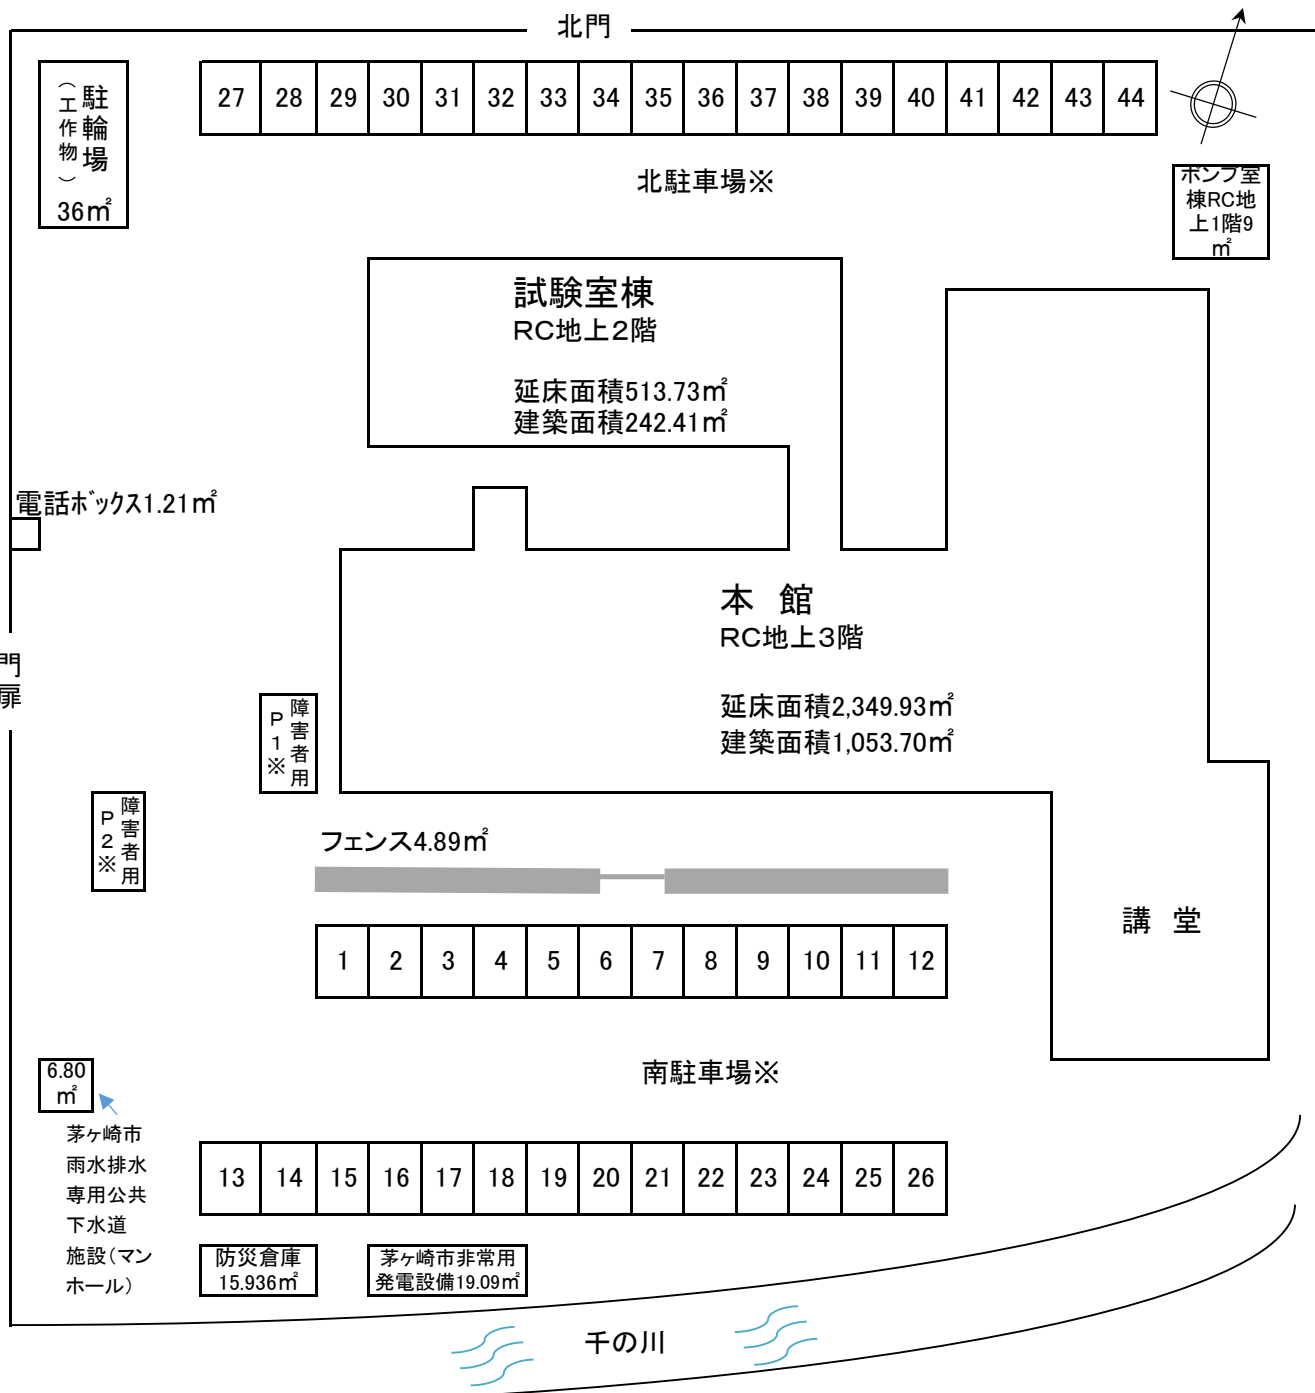 北門
駐輪場
（工作物）
36㎡
27 28 29 30 31 32 33 34 35 36 37 38 39 40 41 42 43 44
北駐車場※
ポンプ室
棟RC地
上1階9
㎡
試験室棟
RC地上2階
延床面積513.73㎡
建築面積242.41㎡
電話ボックス1.21㎡
本　館
RC地上3階
延床面積2,349.93㎡
建築面積1,053.70㎡
門扉
障害者用
P1※
障害者用
P2※
フェンス4.89㎡
1 2 3 4 5 6 7 8 9 10 11 12
講　堂
南駐車場※
6.80
㎡
茅ヶ崎市
雨水排水
専用公共
下水道
施設（マン
ホール）
13 14 15 16 17 18 19 20 21 22 23 24 25 26
防災倉庫
15.936㎡
茅ヶ崎市非常用
発電設備19.09㎡
千の川